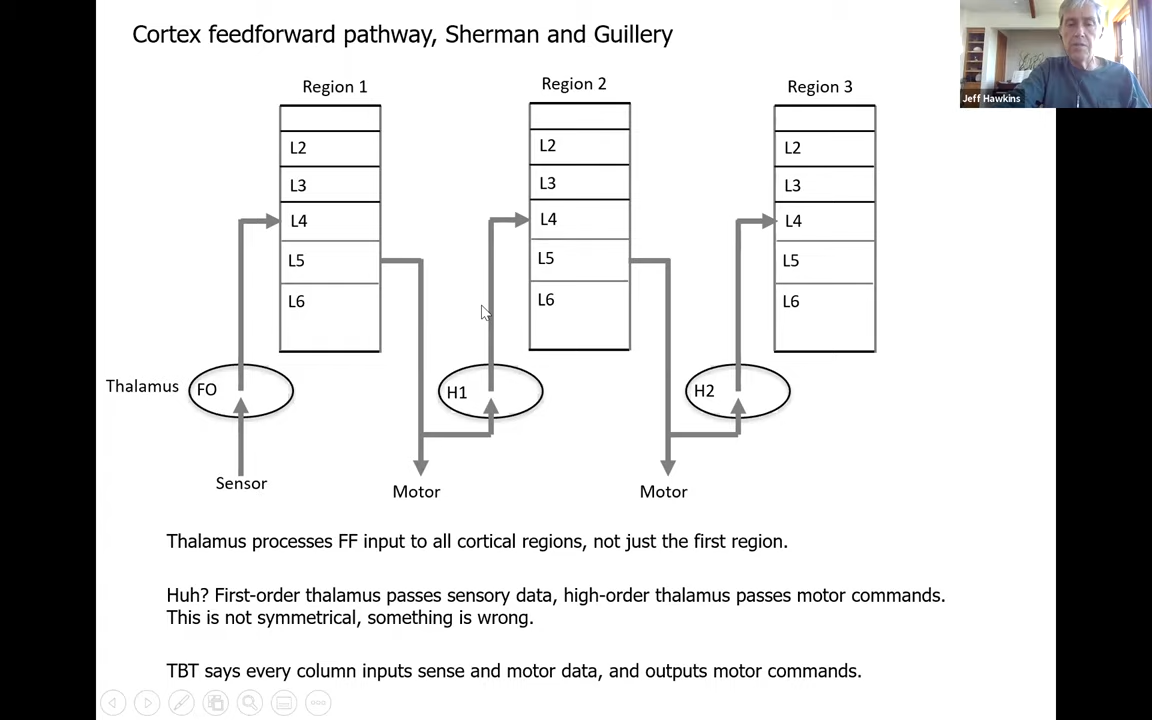 Cortex feedforward pathway, Sherman and Guillery
Jeff Hawkins
Region 1
Region 2
Region 3
L2
L3
L4
L5
L6
L2
L3
L4
L5
L6
L2
L3
L4
L5
L6
Thalamus
FO
H1
H2
Sensor
Motor
Motor
Thalamus processes FF input to all cortical regions, not just the first region.
Huh? First-order thalamus passes sensory data, high-order thalamus passes motor commands.
This is not symmetrical, something is wrong.
TBT says every column inputs sense and motor data, and outputs motor commands.